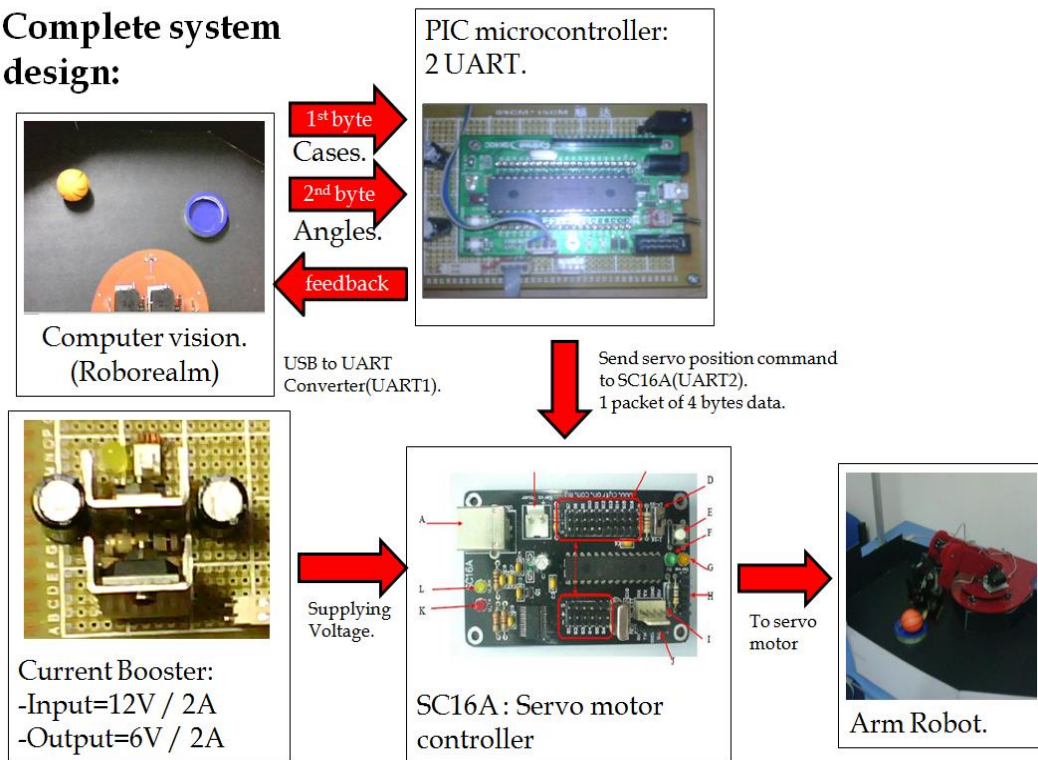 Complete system
design:
PIC microcontroller:
2 UART.
1st byte
Cases.
2nd byte
Angles.
feedback
Computer vision.
(Roborealm)
USB to UART
Converter(UART1).
Send servo position command
to SC16A(UART2).
1 packet of 4 bytes data.
Current Booster:
-Input=12V / 2A
-Output=6V / 2A
Supplying
Voltage.
A
L
K
D
E
F
G
H
I
J
SC16A
SC16A : Servo motor
controller
To servo
motor
Arm Robot.